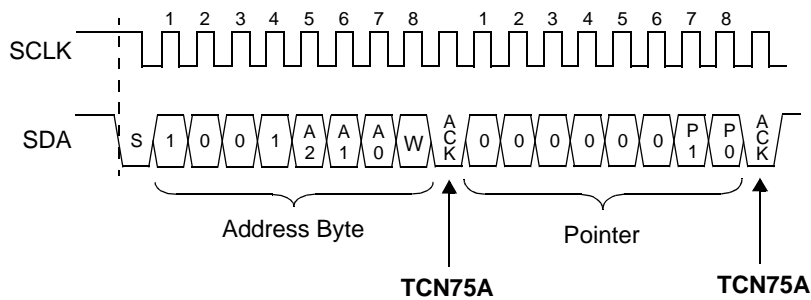 1 2 3 4 5 6 7 8 1 2 3 4 5 6 7 8
SCLK
SDA S 1 0 0 1 A2 A1 A0 W ACK 0 0 0 0 0 0 P1 P0 ACK
Address Byte Pointer
TCN75A TCN75A